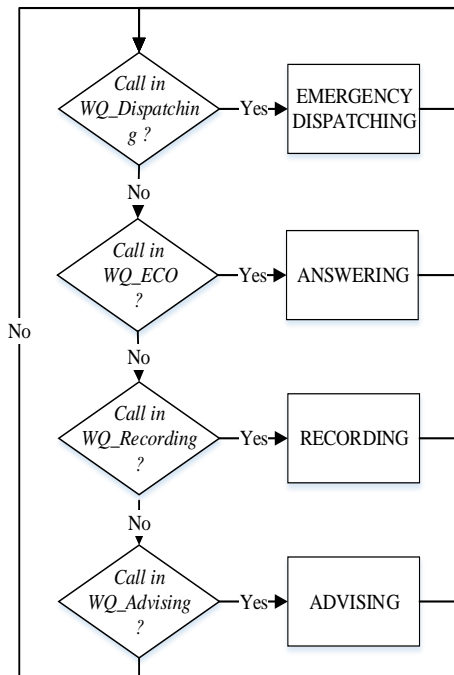 Call in
WQ_Dispatchin
g ?
Yes
EMERGENCY
DISPATCHING
No
Call in
WQ_ECO
?
Yes
ANSWERING
No
No
Call in
WQ_Recording
?
Yes
RECORDING
No
Call in
WQ_Advising
?
Yes
ADVISING